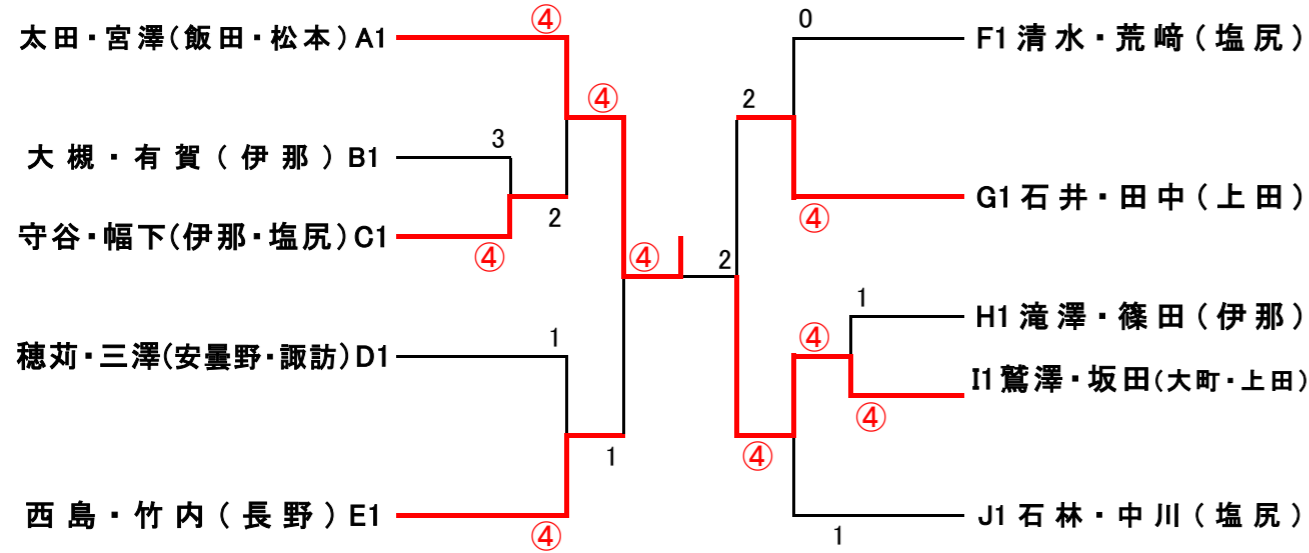 太田・宮澤(飯田・松本)A1
④
④
大槻・有賀(伊那)B1
3
守谷・幅下(伊那・塩尻)C1
④
2
④
穂苅・三澤(安曇野・諏訪)D1
1
西島・竹内(長野)E1
④
1
0
F1 清水・荒﨑(塩尻)
2
G1 石井・田中(上田)
④
2
1
H1 滝澤・篠田(伊那)
④
I1 鷲澤・坂田(大町・上田)
④
④
J1 石林・中川(塩尻)
1